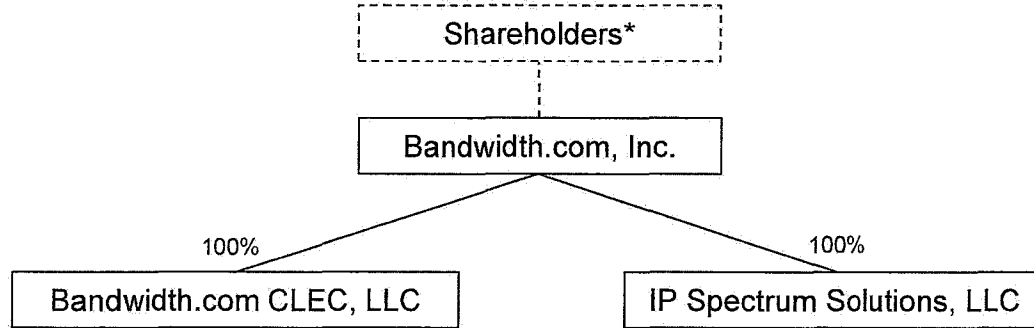 Shareholders*
Bandwidth.com, Inc.
100%
100%
Bandwidth.com CLEC, LLC
IP Spectrum Solutions, LLC